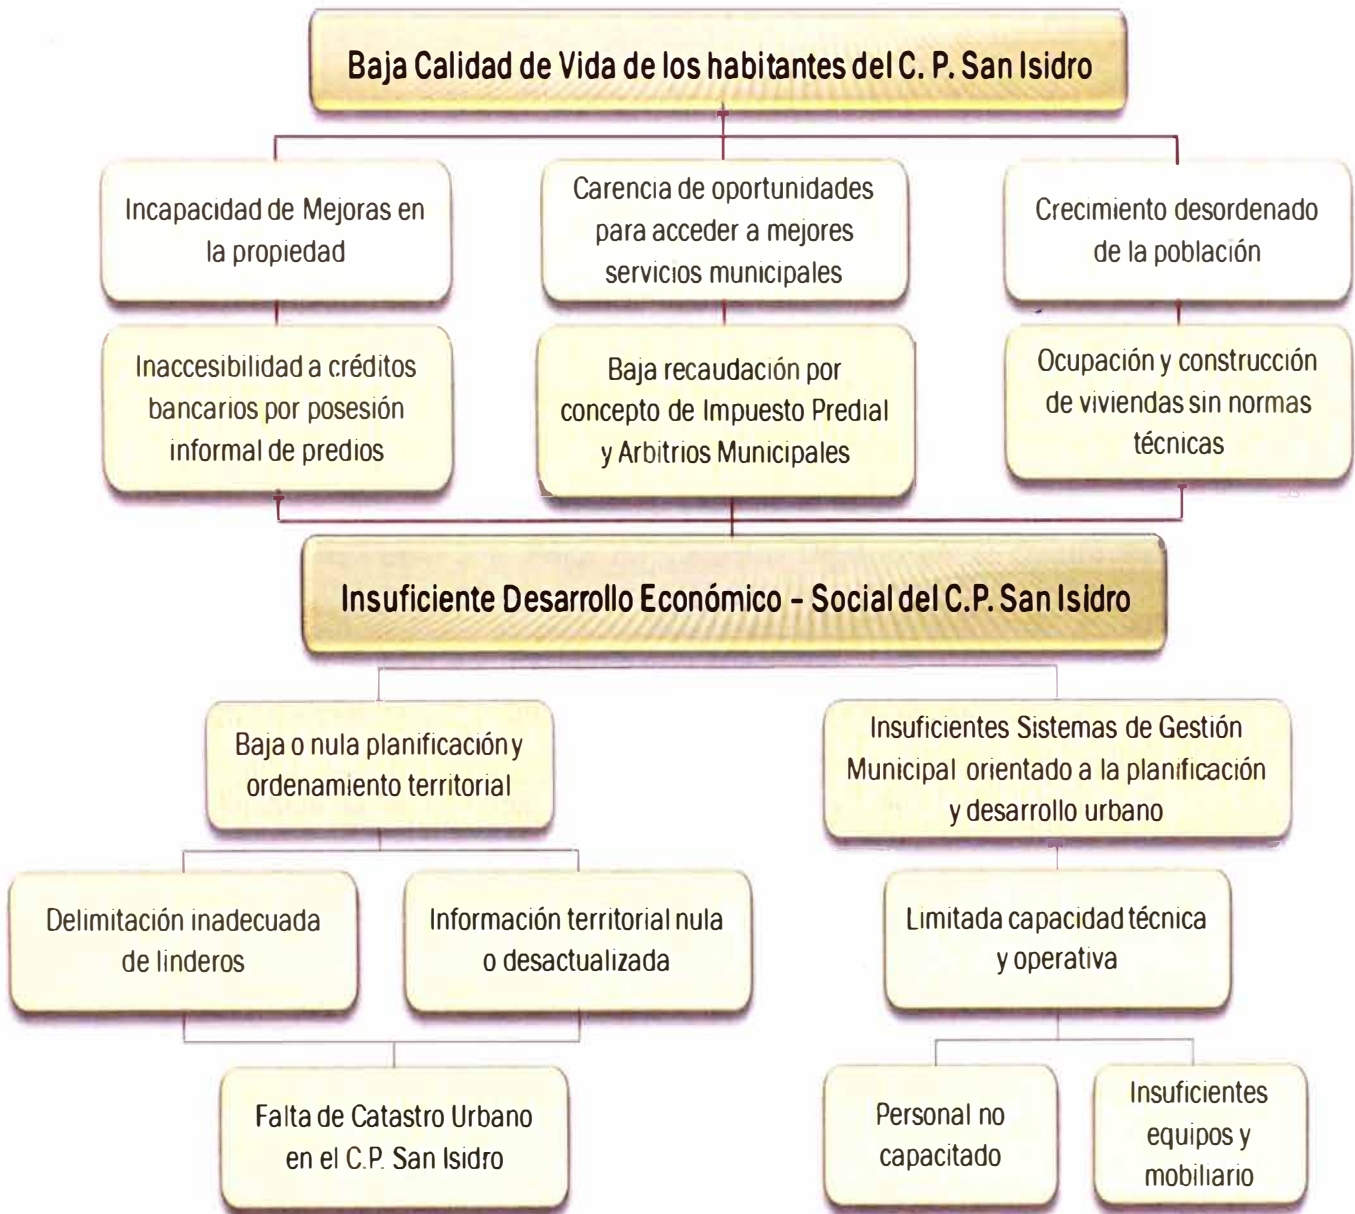 Baja Calidad de Vida de los habitantes del C. P. San Isidro
Incapacidad de Mejoras en
la propiedad
Carencia de oportunidades
para acceder a mejores
servicios municipales
Crecimiento desordenado
de la población
Inaccesibilidad a créditos
bancarios por posesión
informal de predios
Baja recaudación por
concepto de Impuesto Predial
y Arbitrios Municipales
Ocupación y construcción
de viviendas sin normas
técnicas
Insuficiente Desarrollo Económico – Social del C.P. San Isidro
Baja o nula planificación y
ordenamiento territorial
Insuficientes Sistemas de Gestión
Municipal orientado a la planificación
y desarrollo urbano
Delimitación inadecuada
de linderos
Información territorial nula
o desactualizada
Limitada capacidad técnica
y operativa
Falta de Catastro Urbano
en el C.P. San Isidro
Personal no
capacitado
Insuficientes
equipos y
mobiliario